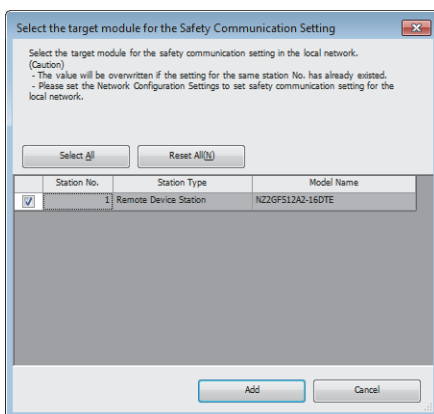 Select the target module for the Safety Communication Setting
Select the target module for the safety communication setting in the local network.
(Caution)
- The value will be overwritten if the setting for the same station No. has already existed.
- Please set the Network Configuration Settings to set safety communication setting for the
local network.
Select All Reset All(N)
Station No. Station Type Model Name
1 Remote Device Station NZ2GFS12A2-16DTE
Add Cancel